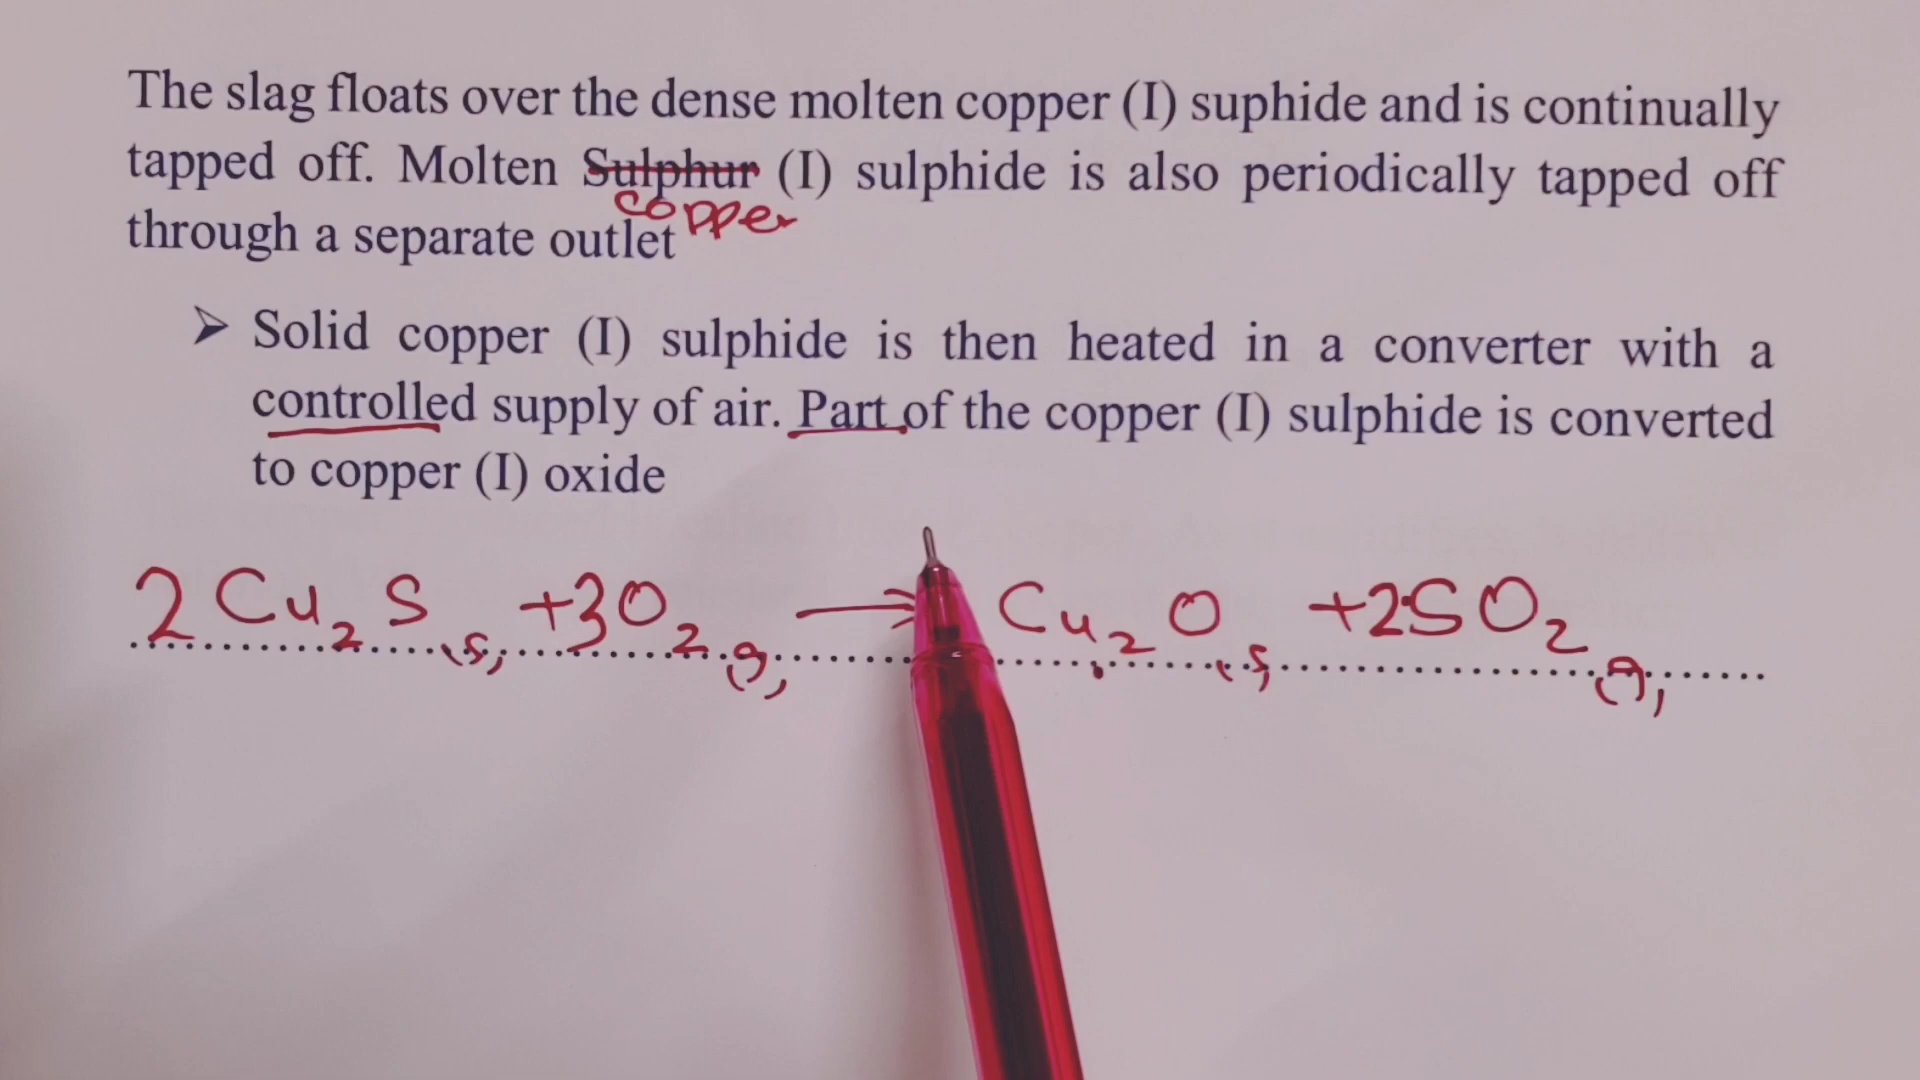 The slag floats over the dense molten copper (I) suphide and is continually
tapped off. Molten Sulphur (I) sulphide is also periodically tapped off
copper
through a separate outlet
➢ Solid copper (I) sulphide is then heated in a converter with a
controlled supply of air. Part of the copper (I) sulphide is converted
to copper (I) oxide
2Cu₂S(s) + 3O₂(g) → Cu₂O(s) + 2SO₂(g)